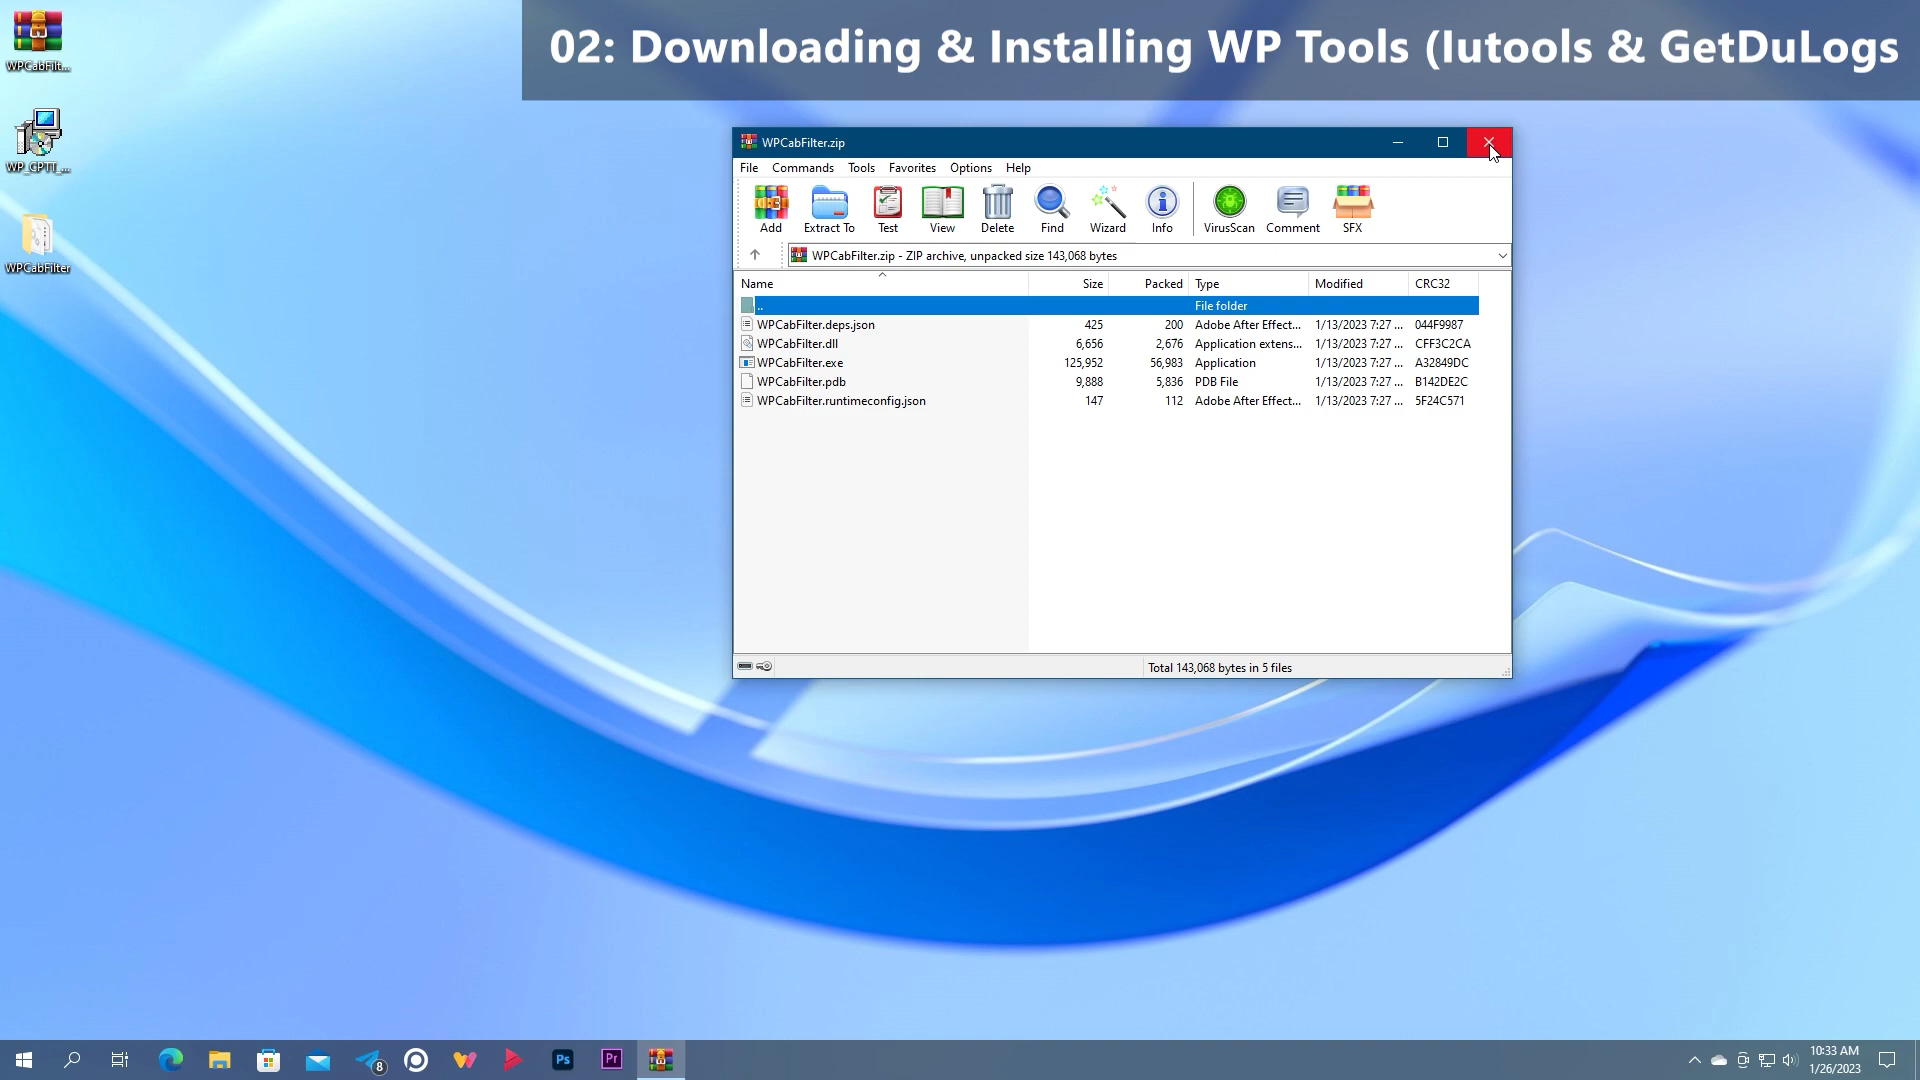 02: Downloading & Installing WP Tools (Iutools & GetDuLogs
WPCabFilt...
WP_CPTI_...
WPCabFilter
WPCabFilter.zip
File Commands Tools Favorites Options Help
Add Extract To Test View Delete Find Wizard Info VirusScan Comment SFX
WPCabFilter.zip - ZIP archive, unpacked size 143,068 bytes
Name Size Packed Type Modified CRC32
.. File folder
WPCabFilter.deps.json 425 200 Adobe After Effect... 1/13/2023 7:27 ... 044F9987
WPCabFilter.dll 6,656 2,676 Application extens... 1/13/2023 7:27 ... CFF3C2CA
WPCabFilter.exe 125,952 56,983 Application 1/13/2023 7:27 ... A32849DC
WPCabFilter.pdb 9,888 5,836 PDB File 1/13/2023 7:27 ... B142DE2C
WPCabFilter.runtimeconfig.json 147 112 Adobe After Effect... 1/13/2023 7:27 ... 5F24C571
Total 143,068 bytes in 5 files
8
Ps
Pr
10:33 AM
1/26/2023